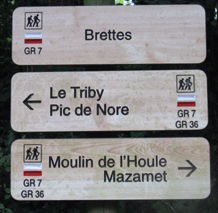 Brettes
GR 7
← Le Triby
Pic de Nore
GR 7
GR 36
Moulin de l'Houle →
Mazamet
GR 7
GR 36